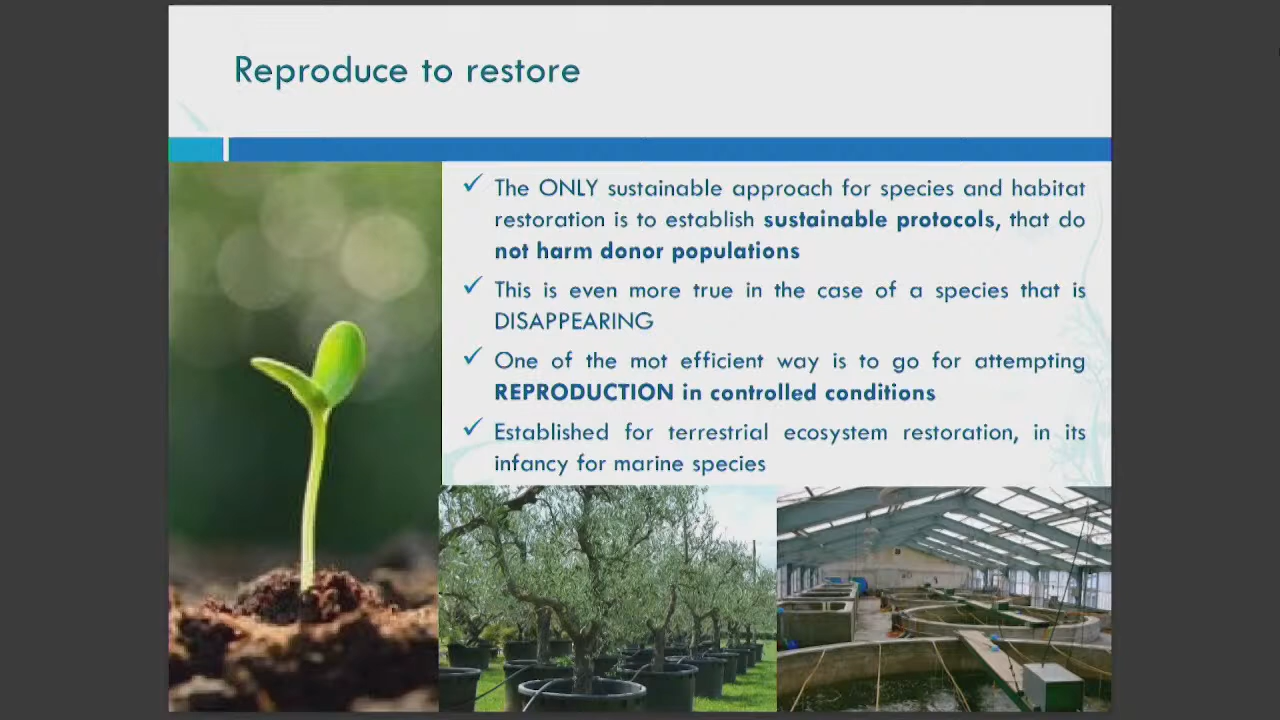 Reproduce to restore
The ONLY sustainable approach for species and habitat
restoration is to establish sustainable protocols, that do
not harm donor populations
This is even more true in the case of a species that is
DISAPPEARING
One of the mot efficient way is to go for attempting
REPRODUCTION in controlled conditions
Established for terrestrial ecosystem restoration, in its
infancy for marine species